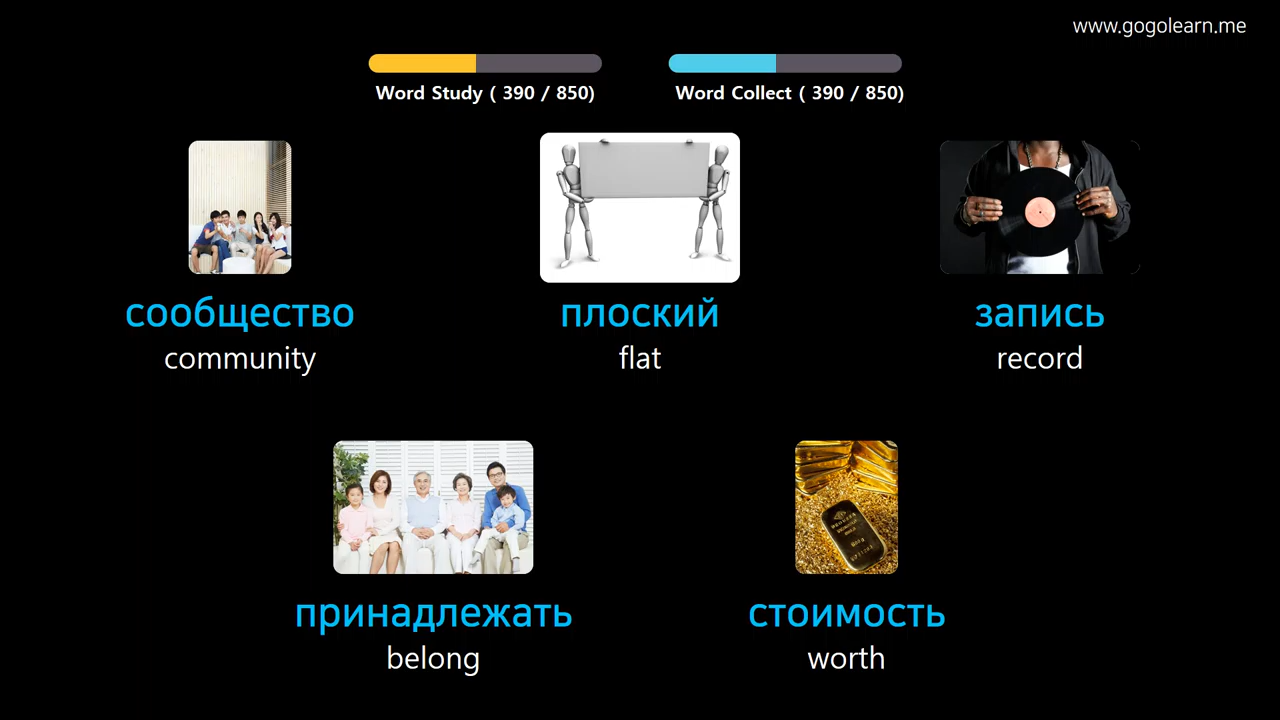 www.gogolearn.me
Word Study ( 390 / 850)
Word Collect ( 390 / 850)
сообщество
community
плоский
flat
запись
record
принадлежать
belong
стоимость
worth